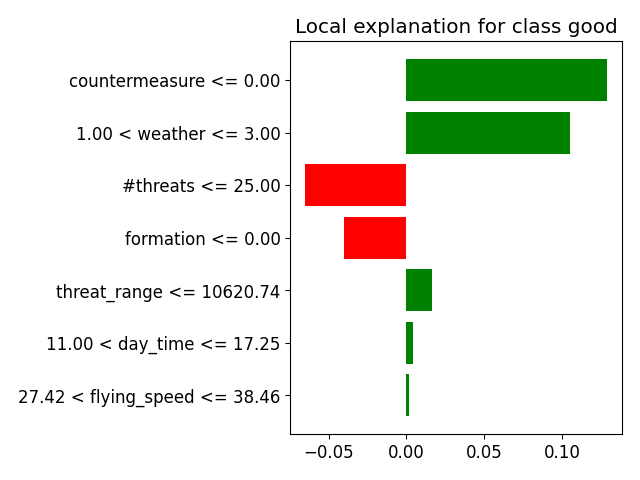 Local explanation for class good
countermeasure <= 0.00
1.00 < weather <= 3.00
#threats <= 25.00
formation <= 0.00
threat_range <= 10620.74
11.00 < day_time <= 17.25
27.42 < flying_speed <= 38.46
−0.05 0.00 0.05 0.10